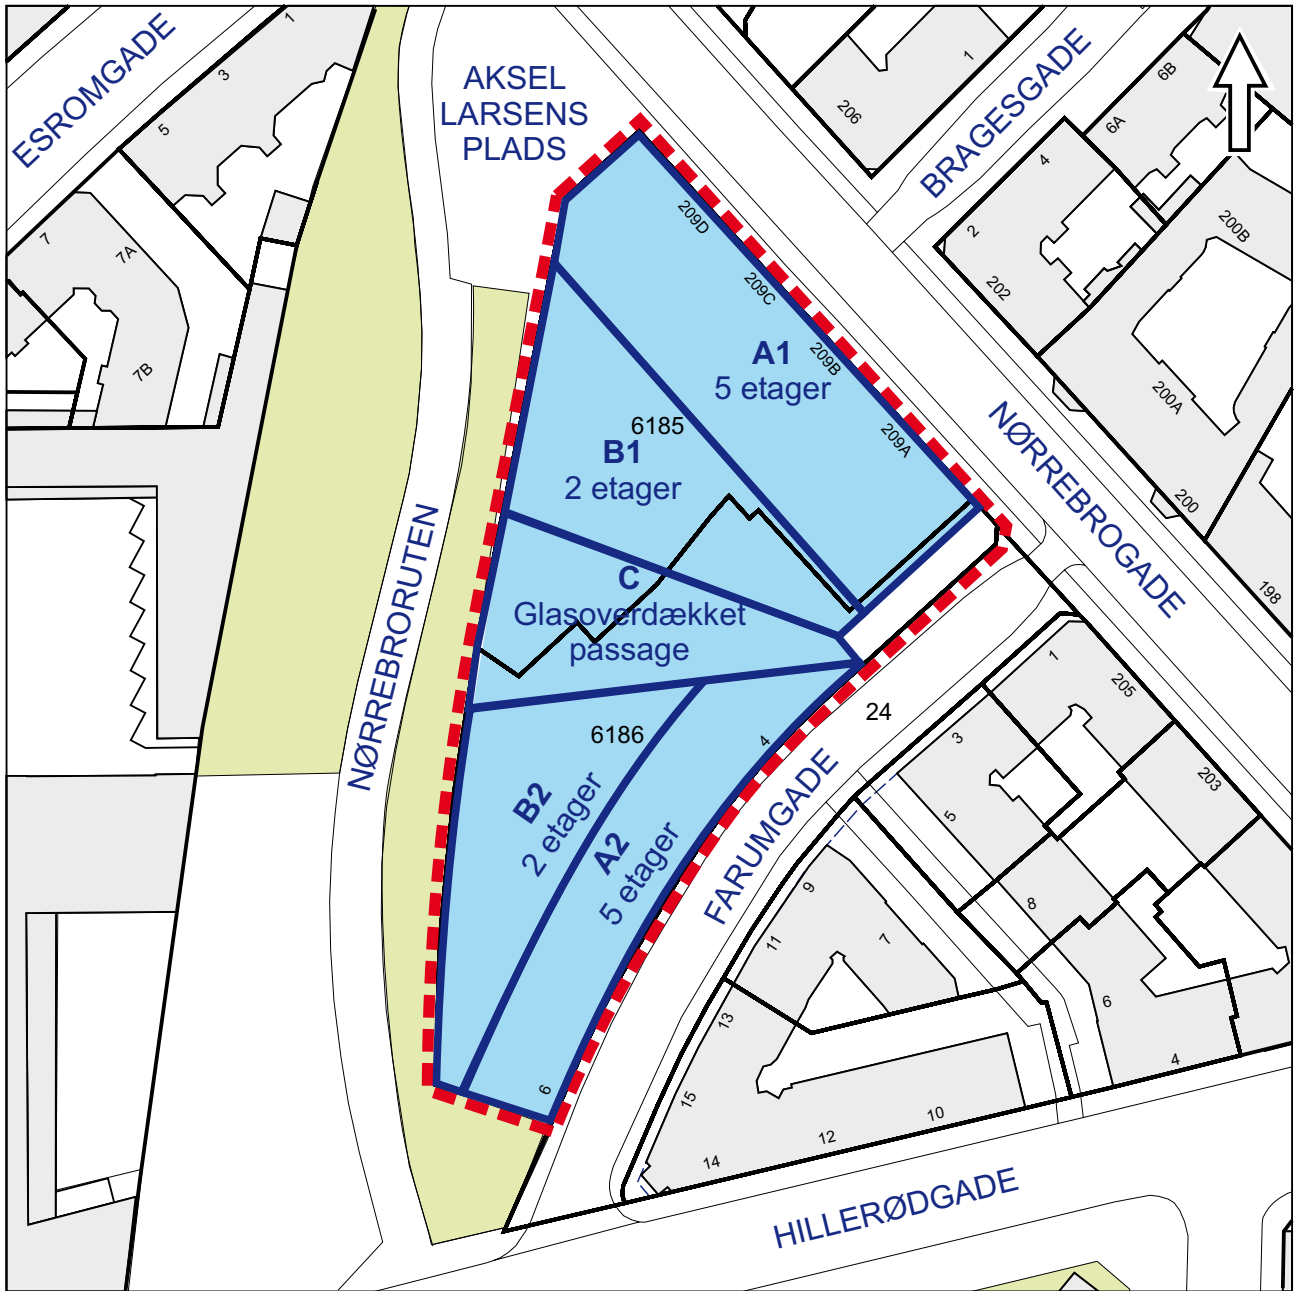 ESROMGADE
1
3
5
7
7A
7B
AKSEL
LARSENS
PLADS
206
1
BRAGESGADE
6B
6A
4
2
202
200B
200A
200
198
NØRREBROGADE
209D
209C
209B
209A
A1
5 etager
6185
B1
2 etager
C
Glasoverdækket
passage
NØRREBRORUTEN
6186
B2
2 etager
A2
5 etager
4
6
24
FARUMGADE
1
205
3
203
5
8
9
11
7
6
4
13
15
14
12
10
HILLERØDGADE